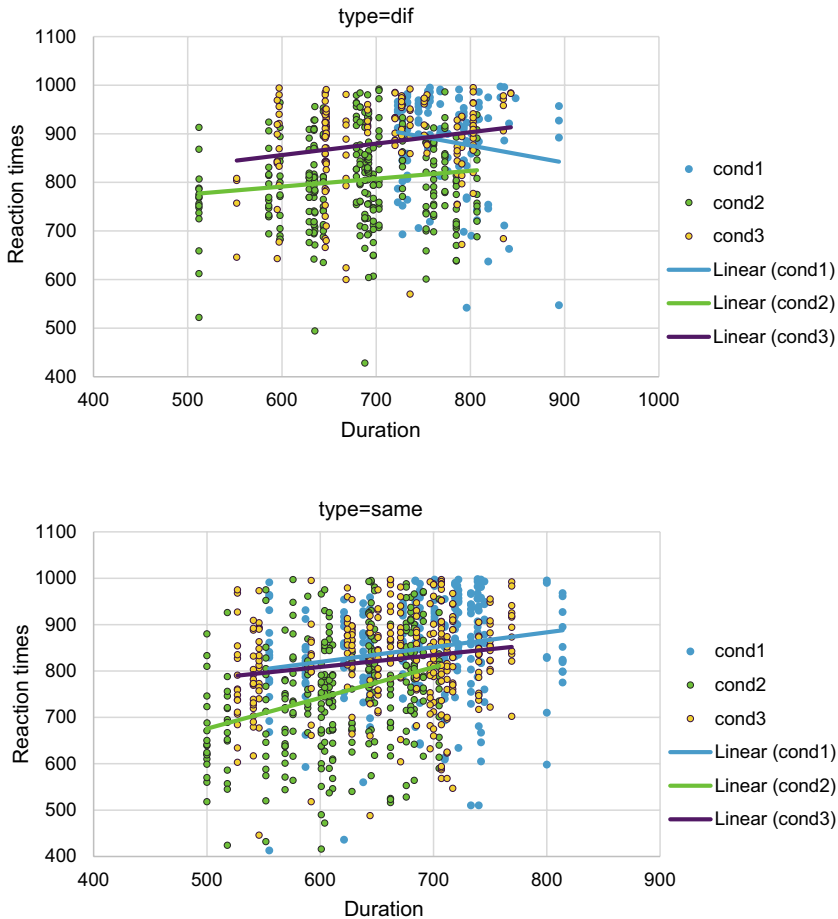 type=dif
1100
1000
900
800
700
600
500
400
400 500 600 700 800 900 1000
Reaction times
Duration
cond1
cond2
cond3
Linear (cond1)
Linear (cond2)
Linear (cond3)
type=same
1100
1000
900
800
700
600
500
400
400 500 600 700 800 900
Reaction times
Duration
cond1
cond2
cond3
Linear (cond1)
Linear (cond2)
Linear (cond3)